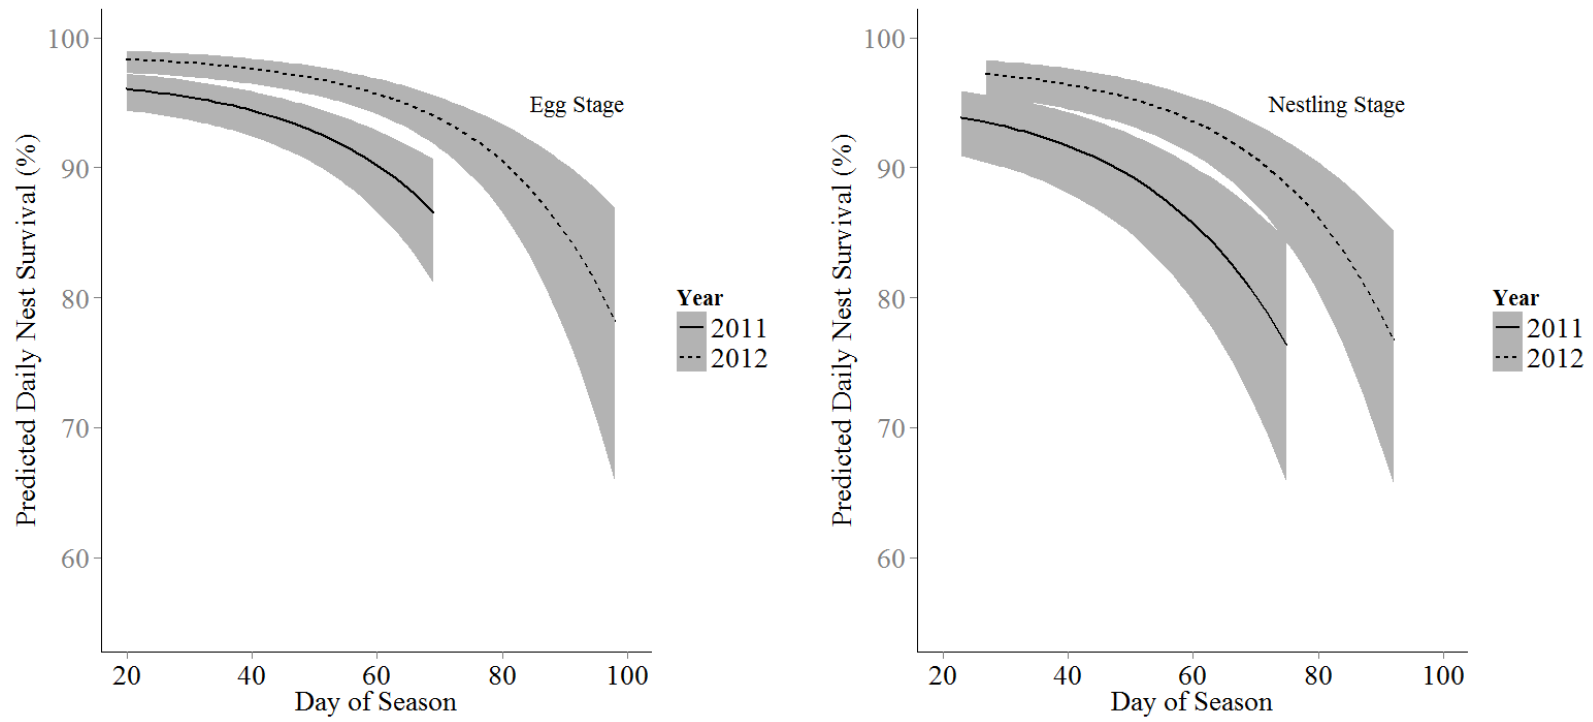 100
90
80
70
60
Predicted Daily Nest Survival (%)
20 40 60 80 100
Day of Season
Egg Stage
Year
2011
2012
100
90
80
70
60
Predicted Daily Nest Survival (%)
20 40 60 80 100
Day of Season
Nestling Stage
Year
2011
2012